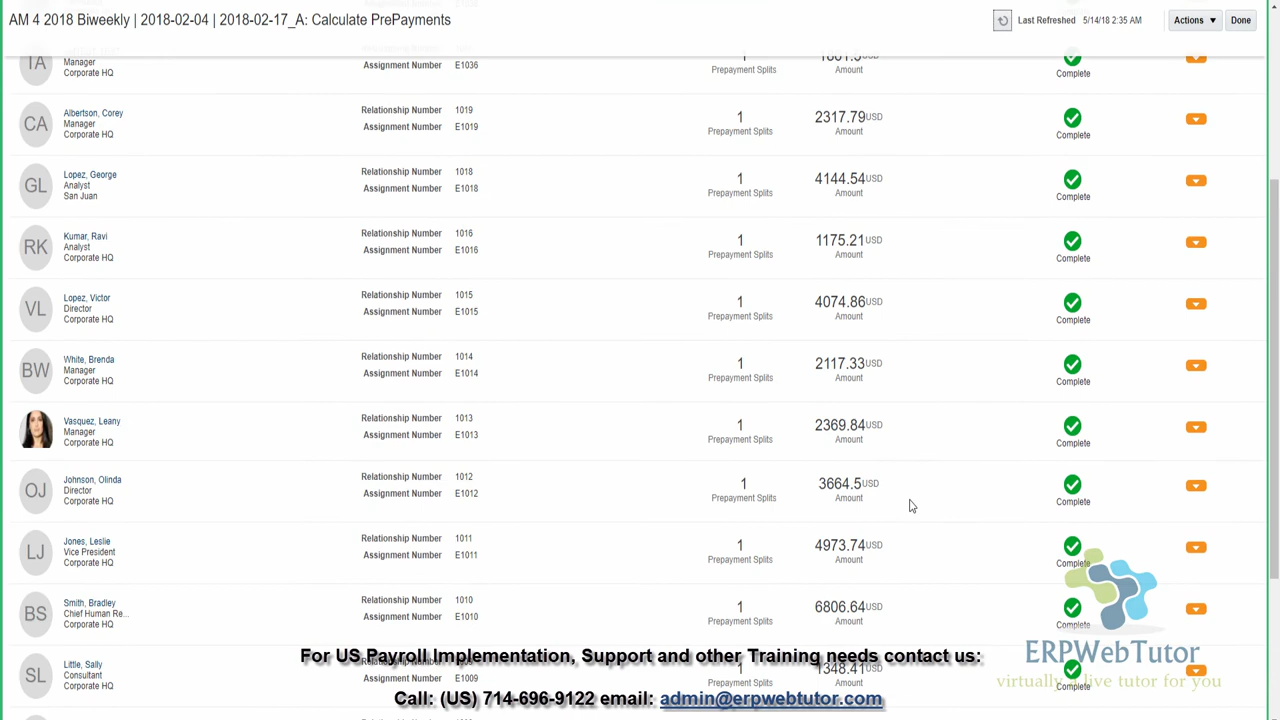 AM 4 2018 Biweekly | 2018-02-04 | 2018-02-17_A: Calculate PrePayments
Last Refreshed 5/14/18 2:35 AM
Actions
Done
TA
Manager
Corporate HQ
Assignment Number E1036
Prepayment Splits
Amount
Complete
CA
Albertson, Corey
Manager
Corporate HQ
Relationship Number 1019
Assignment Number E1019
1
Prepayment Splits
2317.79USD
Amount
Complete
GL
Lopez, George
Analyst
San Juan
Relationship Number 1018
Assignment Number E1018
1
Prepayment Splits
4144.54USD
Amount
Complete
RK
Kumar, Ravi
Analyst
Corporate HQ
Relationship Number 1016
Assignment Number E1016
1
Prepayment Splits
1175.21USD
Amount
Complete
VL
Lopez, Victor
Director
Corporate HQ
Relationship Number 1015
Assignment Number E1015
1
Prepayment Splits
4074.86USD
Amount
Complete
BW
White, Brenda
Manager
Corporate HQ
Relationship Number 1014
Assignment Number E1014
1
Prepayment Splits
2117.33USD
Amount
Complete
Vasquez, Leany
Manager
Corporate HQ
Relationship Number 1013
Assignment Number E1013
1
Prepayment Splits
2369.84USD
Amount
Complete
OJ
Johnson, Olinda
Director
Corporate HQ
Relationship Number 1012
Assignment Number E1012
1
Prepayment Splits
3664.5USD
Amount
Complete
LJ
Jones, Leslie
Vice President
Corporate HQ
Relationship Number 1011
Assignment Number E1011
1
Prepayment Splits
4973.74USD
Amount
Complete
BS
Smith, Bradley
Chief Human Re...
Corporate HQ
Relationship Number 1010
Assignment Number E1010
1
Prepayment Splits
6806.64USD
Amount
Complete
SL
Little, Sally
Consultant
Corporate HQ
Assignment Number E1009
1
Prepayment Splits
1348.41USD
Amount
Complete
For US Payroll Implementation, Support and other Training needs contact us:
Call: (US) 714-696-9122 email: admin@erpwebtutor.com
ERPWebTutor
virtually a live tutor for you